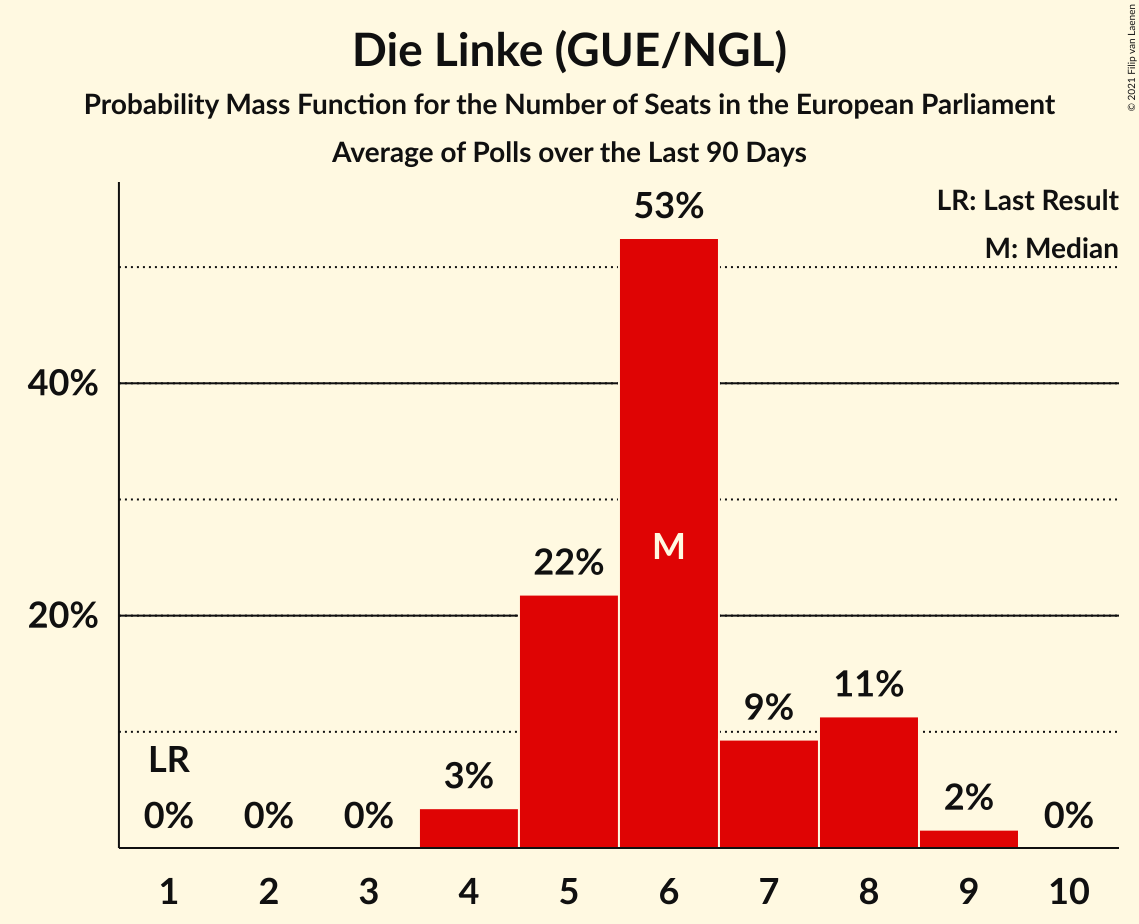 Die Linke (GUE/NGL)
Probability Mass Function for the Number of Seats in the European Parliament
Average of Polls over the Last 90 Days
© 2021 Filip van Laenen
LR: Last Result
M: Median
53%
40%
22%
M
20%
11%
9%
LR
3%
2%
0% 0% 0% 0%
1 2 3 4 5 6 7 8 9 10